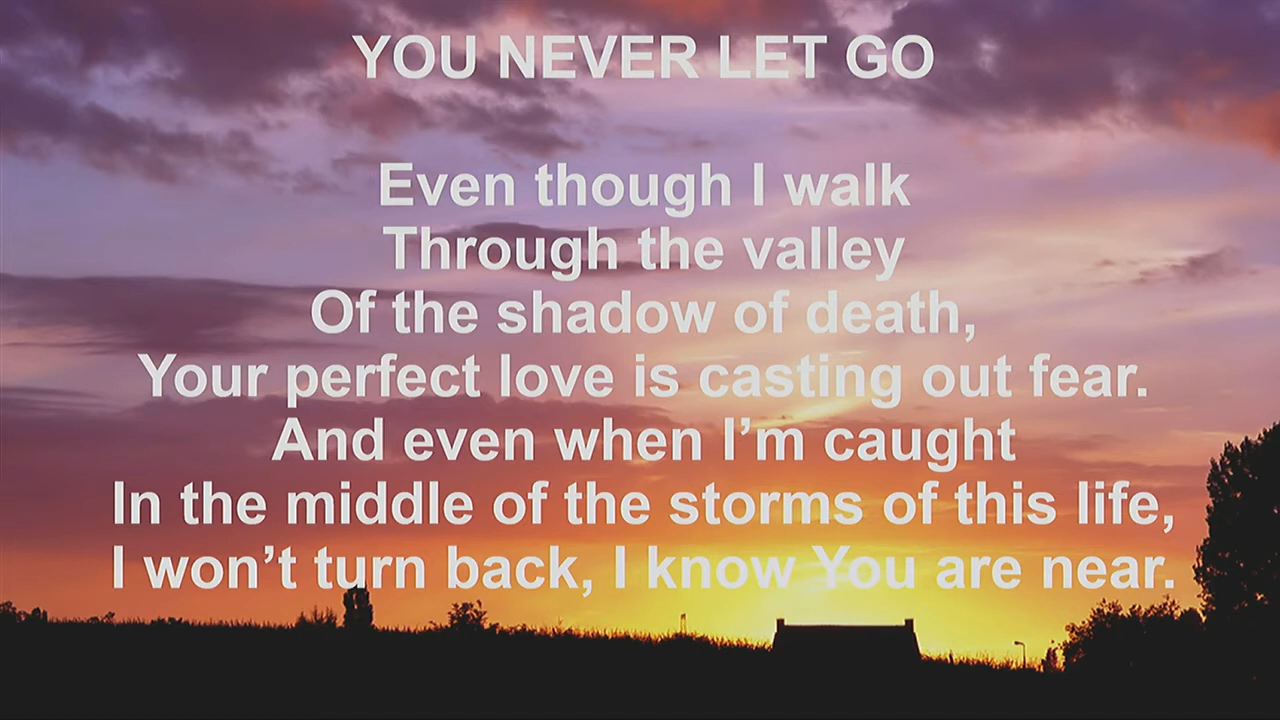 YOU NEVER LET GO
Even though I walk
Through the valley
Of the shadow of death,
Your perfect love is casting out fear.
And even when I’m caught
In the middle of the storms of this life,
I won’t turn back, I know You are near.